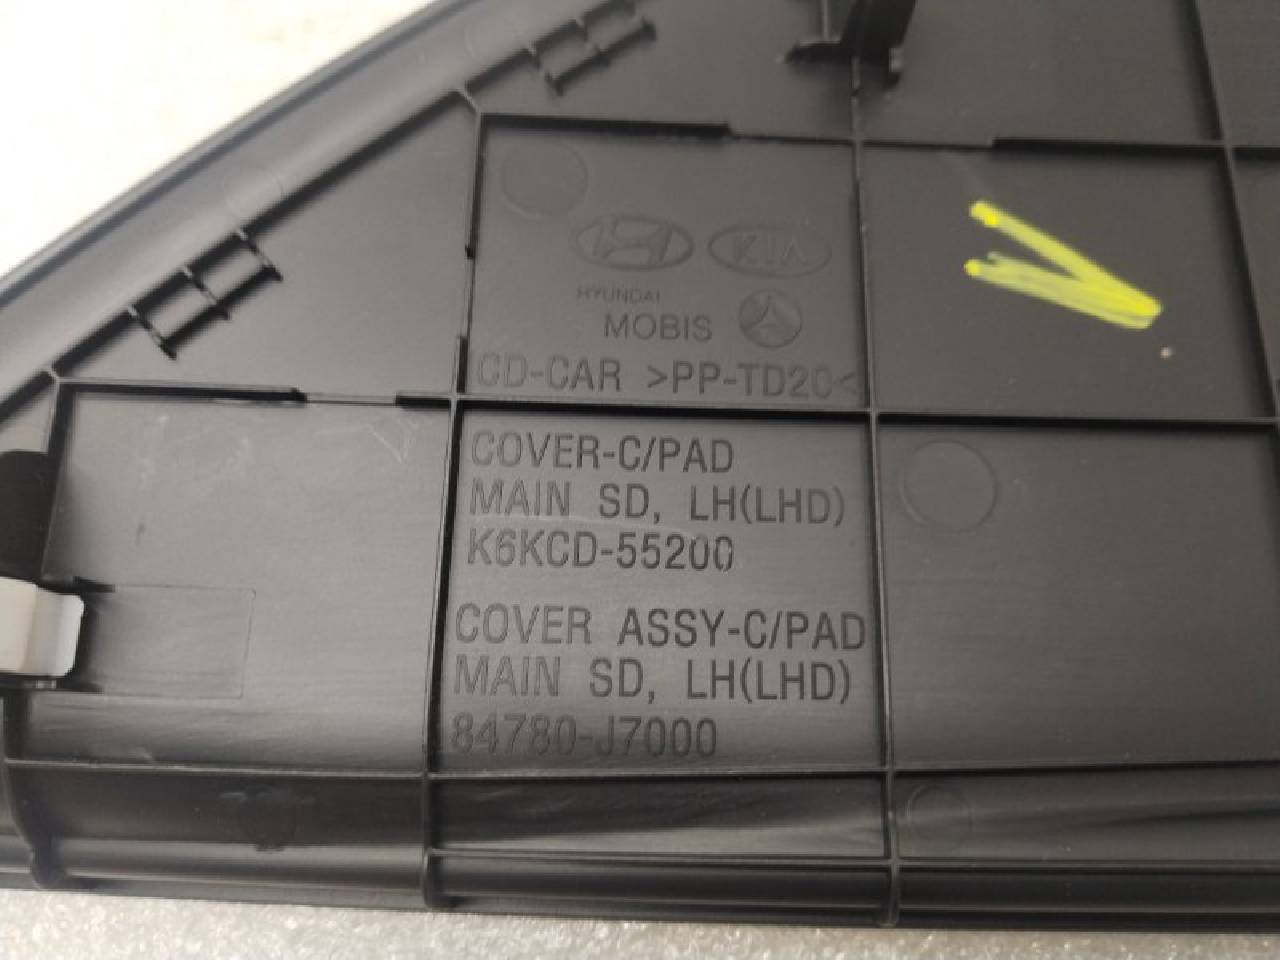 KIA
HYUNDAI
MOBIS
CD-CAR >PP-TD20<
COVER-C/PAD
MAIN SD, LH(LHD)
K6KCD-55200
COVER ASSY-C/PAD
MAIN SD, LH(LHD)
84780-J7000